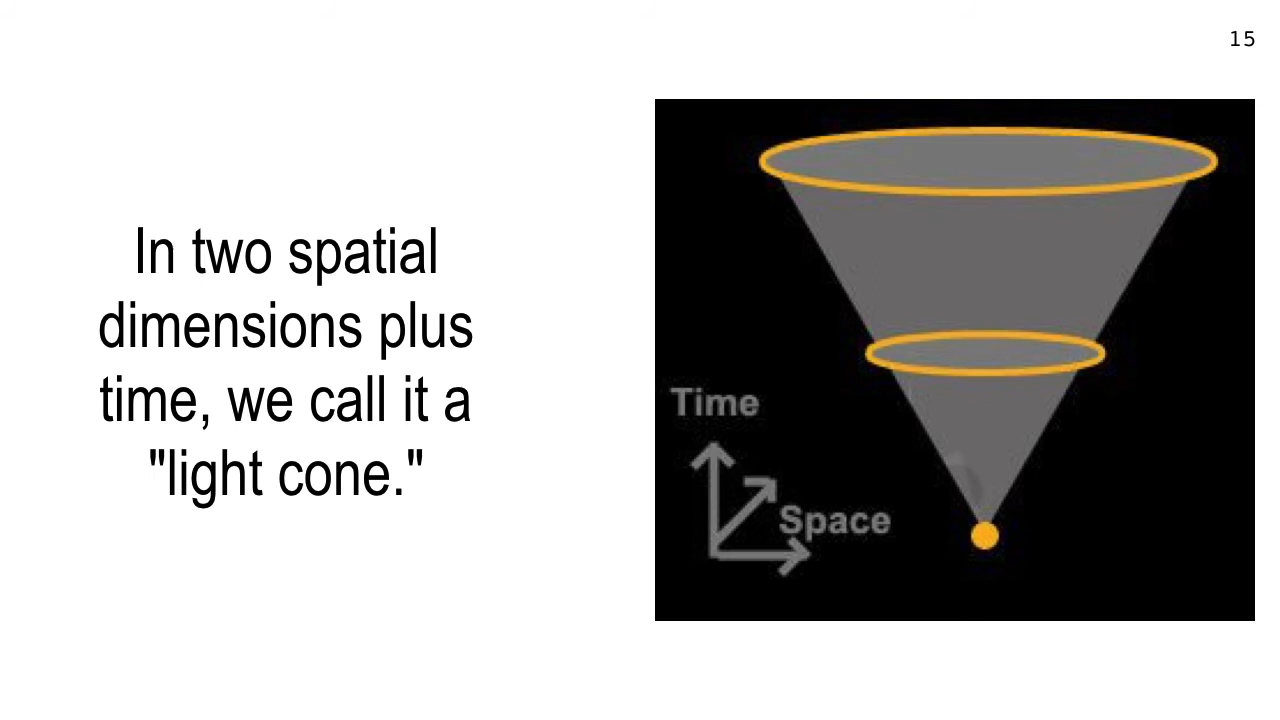 15
In two spatial
dimensions plus
time, we call it a
"light cone."
Time
Space